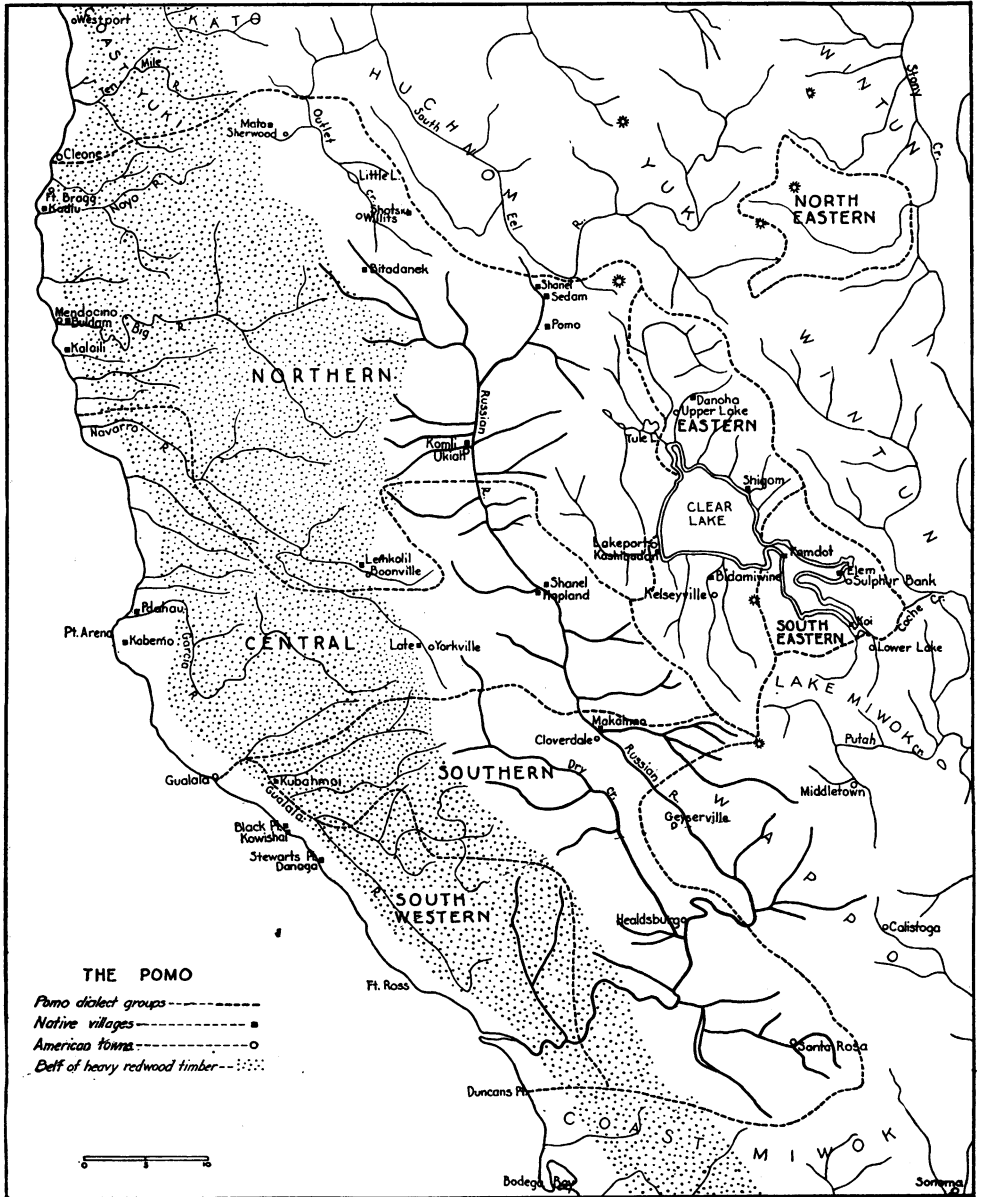 Westport
KATO
COAST YUKI
Ten Mile R.
HUCHNOM
South
Eel
R.
YUKI
WINTUN
Stony
Cr.
Outlet
Cr.
Mato
Sherwood
Cleone
Little L.
Shotsiu
Willits
Ft. Bragg
Kadiu
Noyo R.
NORTH
EASTERN
Bitadanek
Shanel
Sedam
Pomo
Mendocino
Buldam
Big R.
Kalaili
NORTHERN
WINTUN
Russian
R.
Danoha
Upper Lake
EASTERN
Tule L.
Navarro
R.
Komli
Ukiah
Shigom
CLEAR
LAKE
Lakeport
Kashibadon
Kamdot
Elem
Sulphur Bank
Lemkolil
Boonville
Bidamiwine
Kelseyville
Shanel
Hopland
Cache Cr.
Koi
SOUTH
EASTERN
Lower Lake
Pdahau
Pt. Arena
Kabemo
Garcia
R.
CENTRAL
Late
Yorkville
LAKE MIWOK
Makahmo
Cloverdale
Putah
Cr.
Gualala
Kubahmoi
SOUTHERN
Dry
Cr.
Russian
R.
WAPPO
Middletown
Gualala
R.
Geyserville
Black Pt.
Kowishal
Stewarts Pt.
Danaga
SOUTH
WESTERN
Healdsburg
Calistoga
Ft. Ross
THE POMO
Pomo dialect groups
Native villages
American towns
Belt of heavy redwood timber
Santa Rosa
Duncans Pt.
COAST MIWOK
0 5 10
Bodega Bay
Sonoma